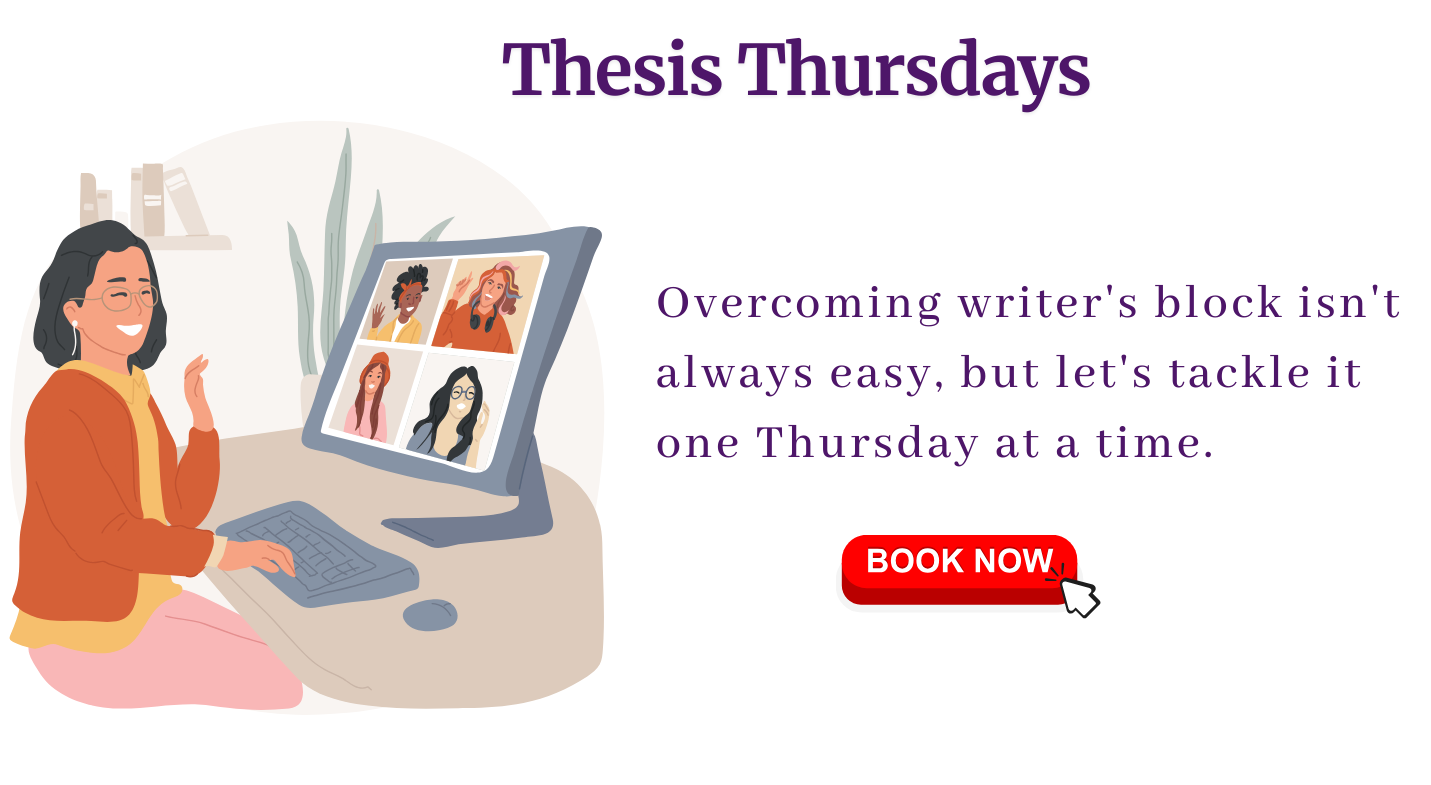 Thesis Thursdays
Overcoming writer's block isn't
always easy, but let's tackle it
one Thursday at a time.
BOOK NOW